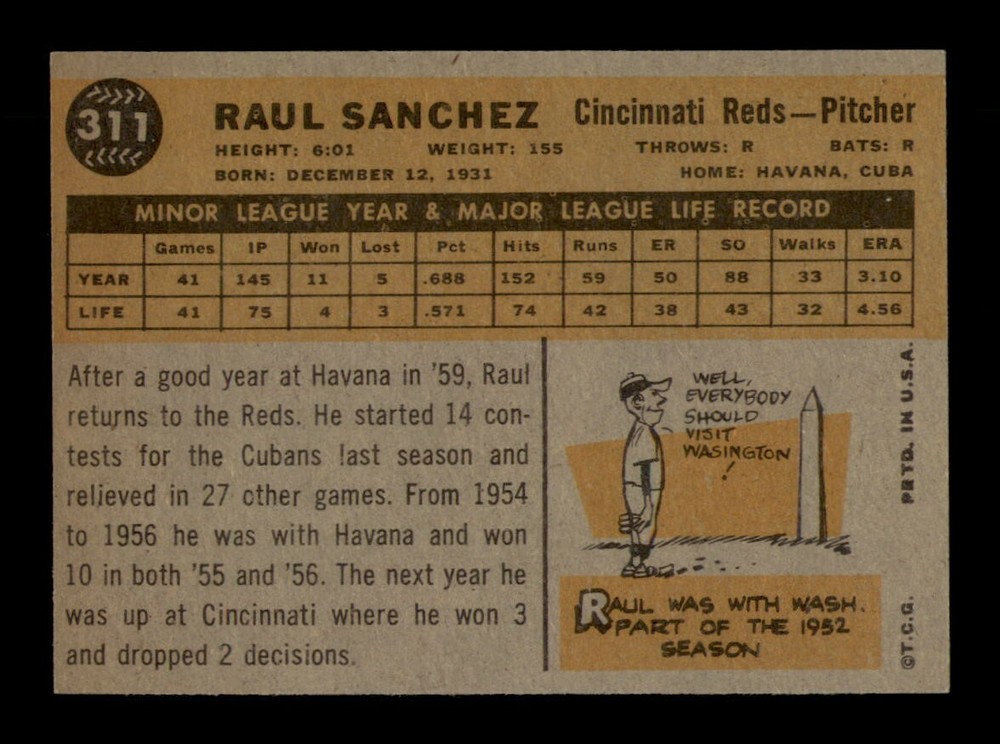 311
RAUL SANCHEZ Cincinnati Reds—Pitcher
HEIGHT: 6:01 WEIGHT: 155 THROWS: R BATS: R
BORN: DECEMBER 12, 1931 HOME: HAVANA, CUBA
MINOR LEAGUE YEAR & MAJOR LEAGUE LIFE RECORD
Games IP Won Lost Pct Hits Runs ER SO Walks ERA
YEAR 41 145 11 5 .688 152 59 50 88 33 3.10
LIFE 41 75 4 3 .571 74 42 38 43 32 4.56
After a good year at Havana in '59, Raul
returns to the Reds. He started 14 con-
tests for the Cubans last season and
relieved in 27 other games. From 1954
to 1956 he was with Havana and won
10 in both '55 and '56. The next year he
was up at Cincinnati where he won 3
and dropped 2 decisions.
WELL,
EVERYBODY
SHOULD
VISIT
WASINGTON
!
RAUL WAS WITH WASH.
PART OF THE 1952
SEASON
©T.C.G. PRTD. IN U.S.A.